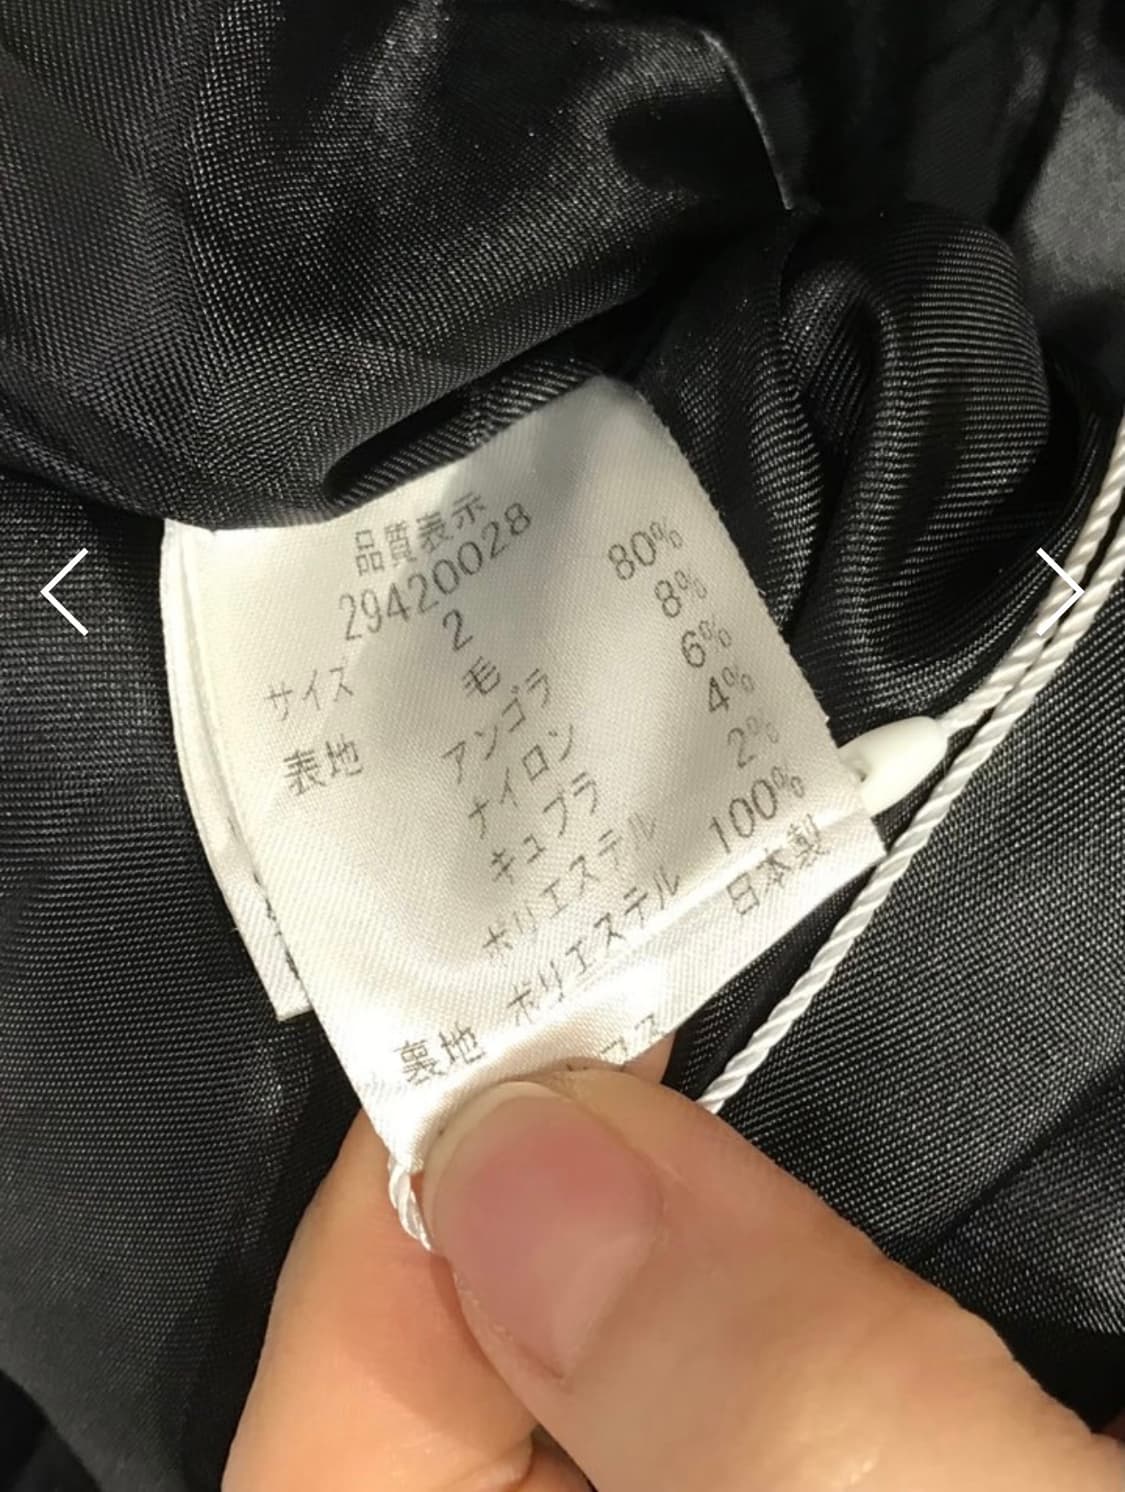 品質表示
29420028
サイズ 2
表地 毛 80%
アンゴラ 8%
ナイロン 6%
キュプラ 4%
ポリエステル 2%
裏地 ポリエステル 100%
日本製